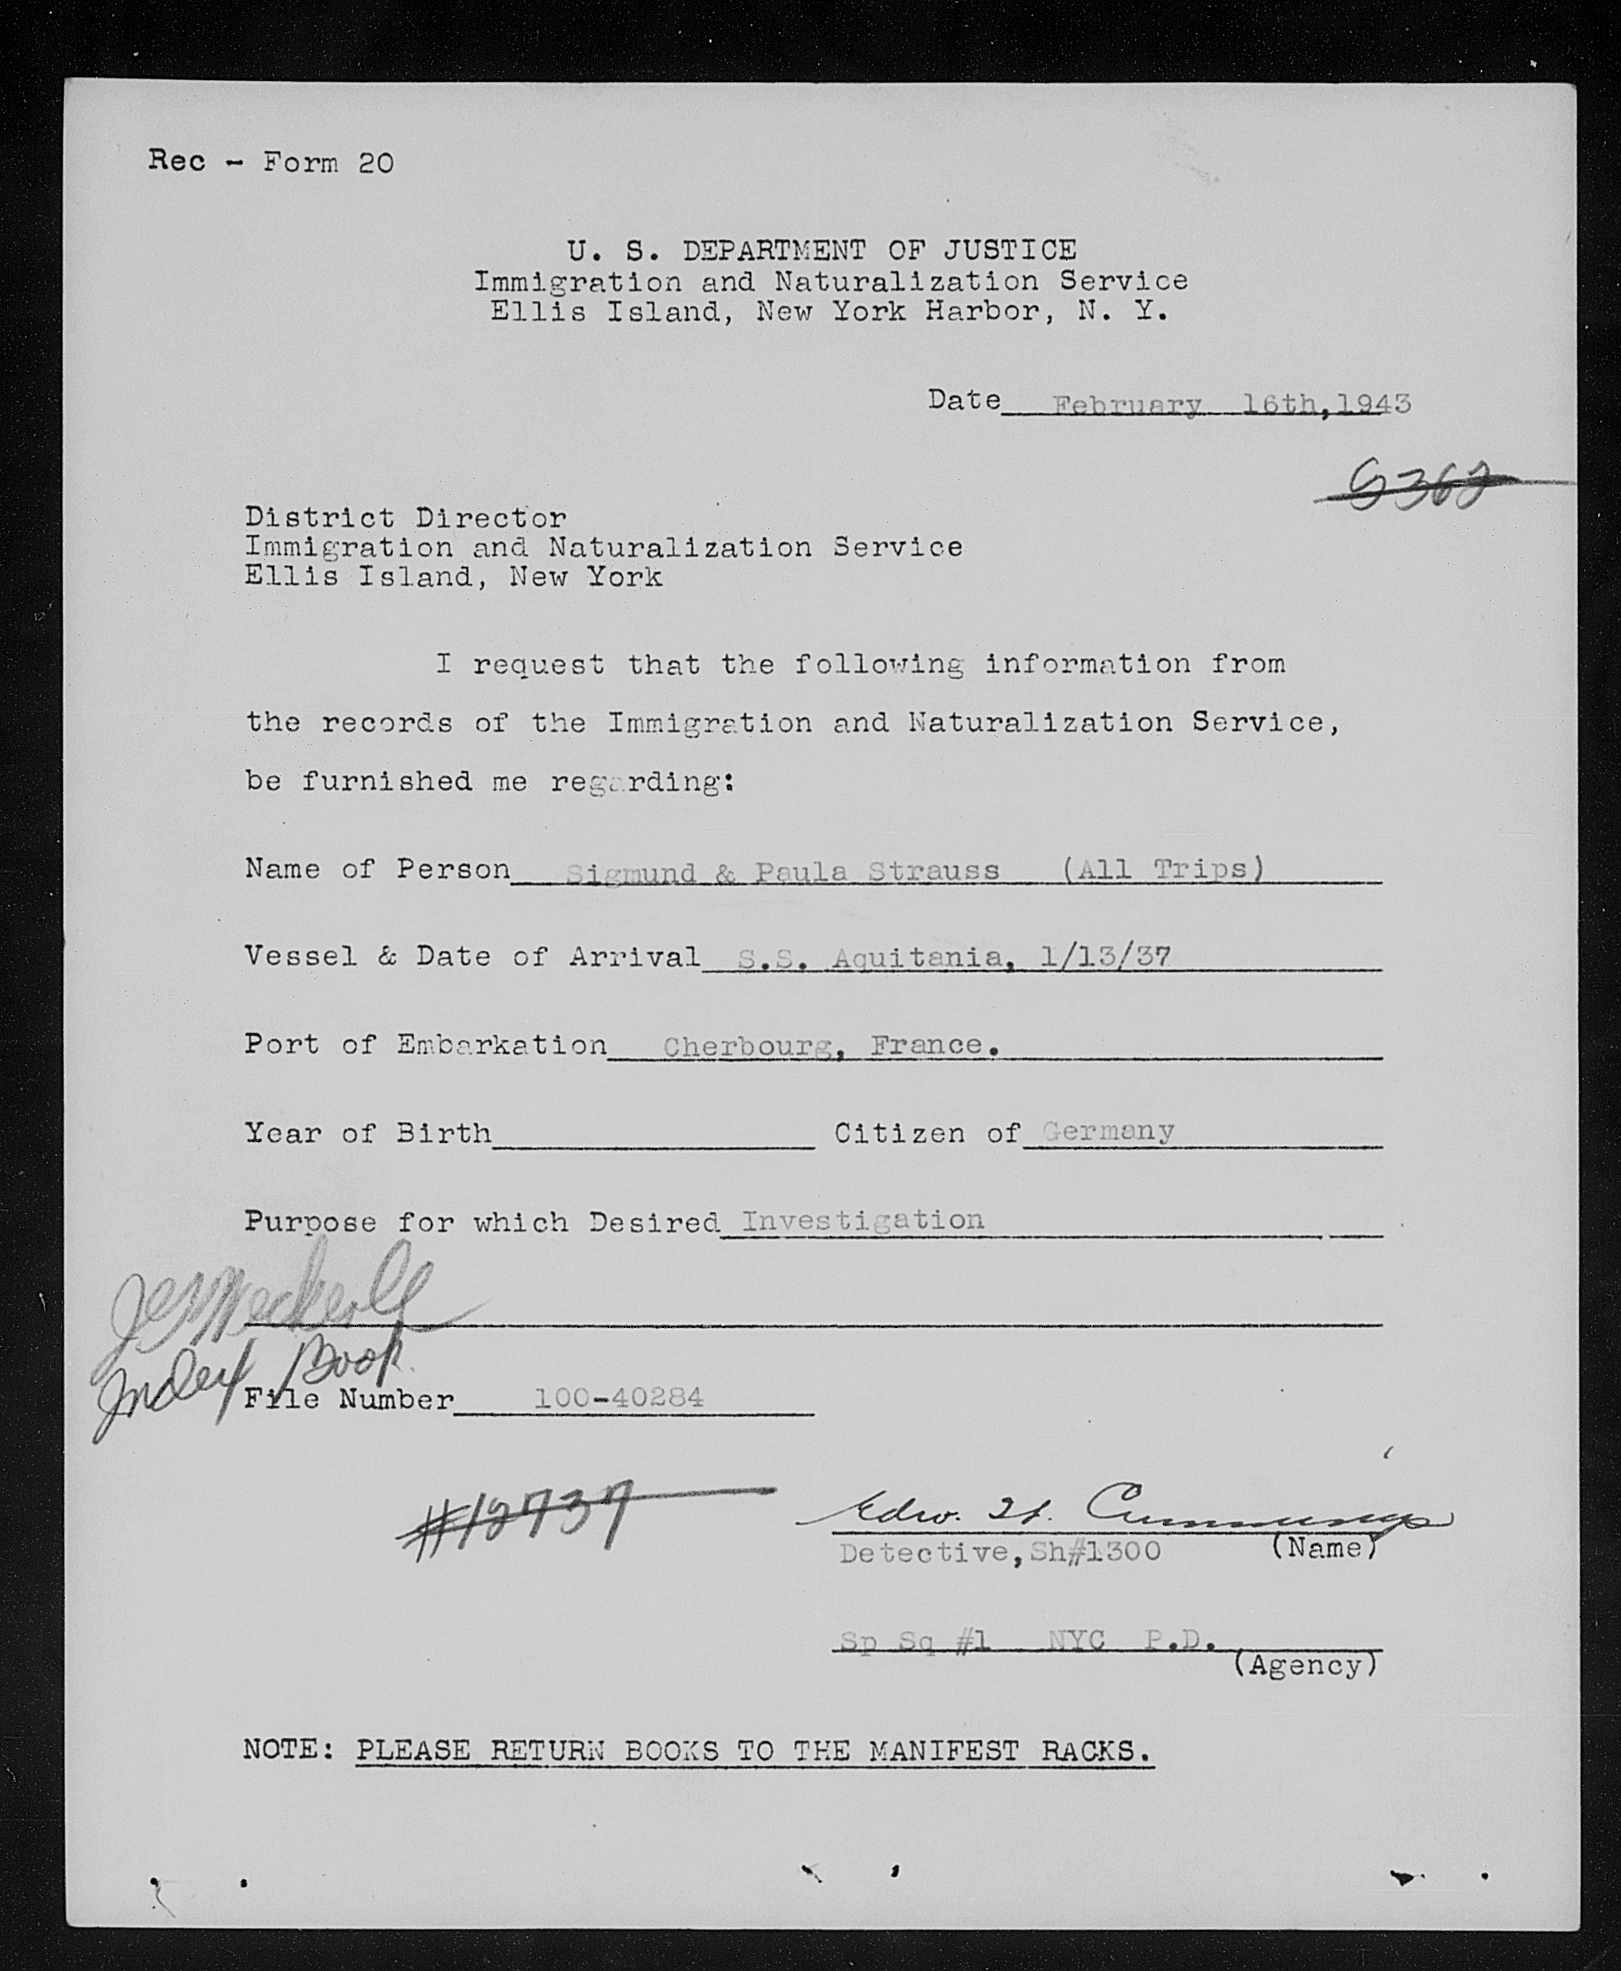 Rec - Form 20
U. S. DEPARTMENT OF JUSTICE
Immigration and Naturalization Service
Ellis Island, New York Harbor, N. Y.
Date February 16th,1943
District Director
Immigration and Naturalization Service
Ellis Island, New York
I request that the following information from
the records of the Immigration and Naturalization Service,
be furnished me regarding:
Name of Person Sigmund & Paula Strauss (All Trips)
Vessel & Date of Arrival S.S. Aquitania, 1/13/37
Port of Embarkation Cherbourg, France.
Year of Birth Citizen of Germany
Purpose for which Desired Investigation
Index Book
File Number 100-40284
#12737
Edw. H. Cummings
Detective,Sh#1300 (Name)
Sp Sq #1 NYC P.D.
(Agency)
NOTE: PLEASE RETURN BOOKS TO THE MANIFEST RACKS.